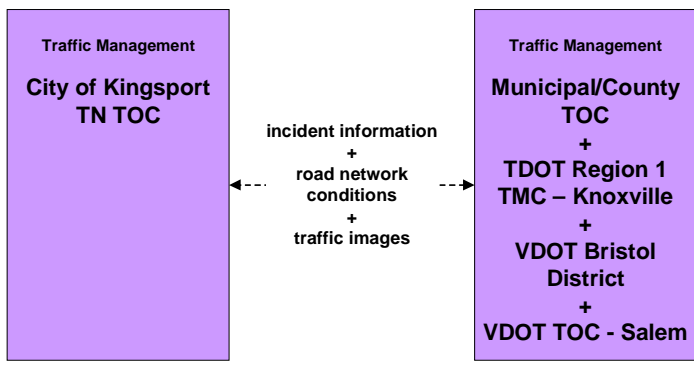 Traffic Management
City of Kingsport
TN TOC
incident information
+
road network
conditions
+
traffic images
Traffic Management
Municipal/County
TOC
+
TDOT Region 1
TMC – Knoxville
+
VDOT Bristol
District
+
VDOT TOC - Salem